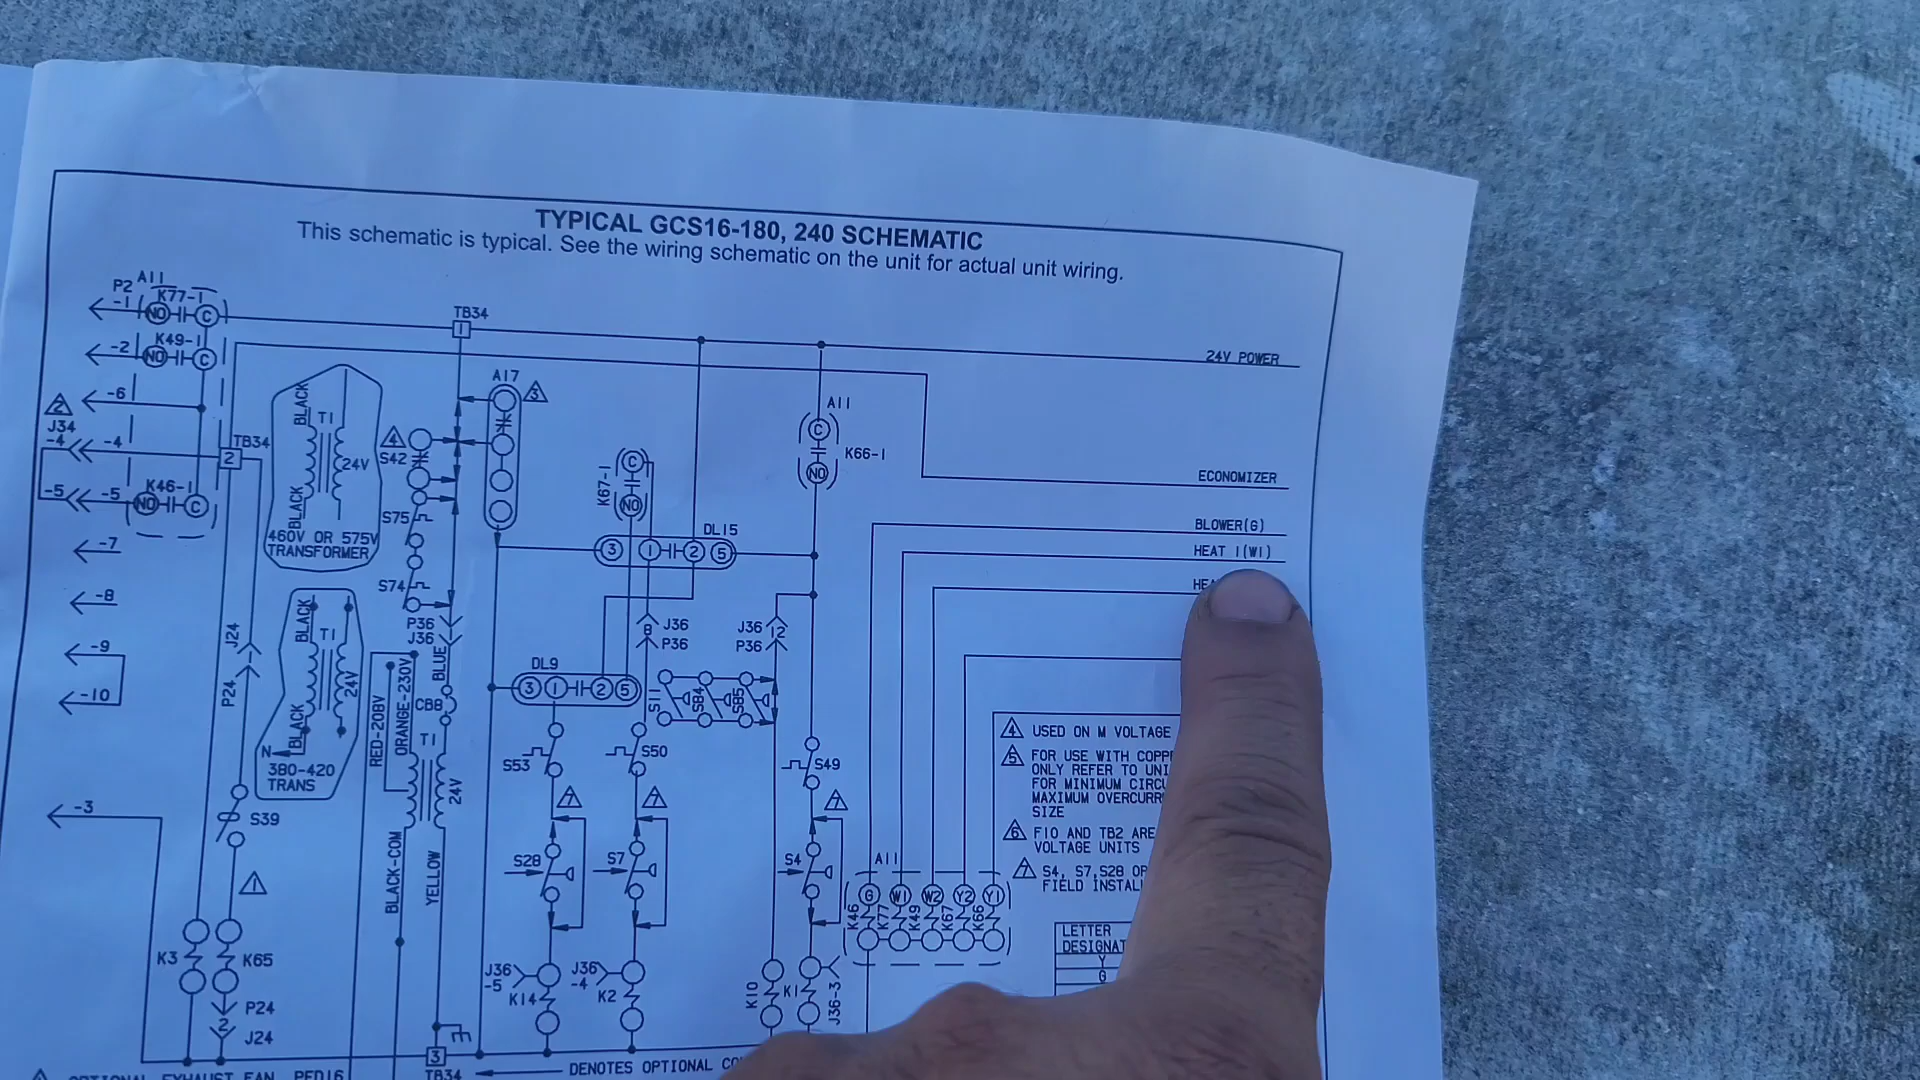 TYPICAL GCS16-180, 240 SCHEMATIC
This schematic is typical. See the wiring schematic on the unit for actual unit wiring.
P2 A11
K77-1
-1 NO C
TB34
1
K49-1
-2 NO C
24V POWER
-6
A17
3
A11
2
J34
-4
-4
TB34
2
BLACK
T1
24V
BLACK
460V OR 575V
TRANSFORMER
4
S42
C
K66-1
NO
K67-1
C
NO
ECONOMIZER
-5
-5
K46-1
NO C
S75
BLOWER(G)
DL15
3 1 2 5
HEAT 1(W1)
-7
S74
-8
BLACK
T1
24V
BLACK
N
380-420
TRANS
P36
J36
8
J36
P36
J36
P36
12
J24
1
P24
-9
-10
BLUE
CB8
RED-208V
ORANGE-230V
DL9
3 1 2 5
S11
S84
S85
4 USED ON M VOLTAGE
5 FOR USE WITH
ONLY REFER TO
FOR MINIMUM
MAXIMUM
SIZE
6 F10 AND TB2 ARE
VOLTAGE UNITS
7 S4, S7,S28 OR
FIELD
T1
24V
S53
S50
S49
7
7
7
-3
S39
1
BLACK-COM
YELLOW
S28
S7
S4
A11
G W1 W2 Y2 Y1
K46
K77
K49
K67
K66
LETTER
Y
G
K3
K65
P24
2
J24
J36
-5
K14
J36
-4
K2
K10
K1
J36-3
3
TB34
DENOTES OPTIONAL
OPTIONAL EXHAUST FAN